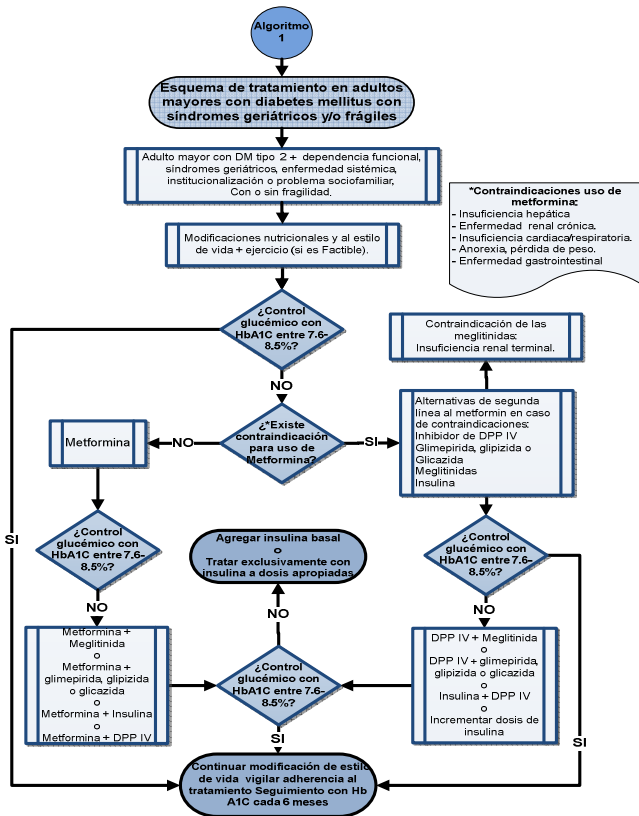 Algoritmo
1
Esquema de tratamiento en adultos
mayores con diabetes mellitus con
síndromes geriátricos y/o frágiles
Adulto mayor con DM tipo 2 + dependencia funcional,
síndromes geriátricos, enfermedad sistémica,
institucionalización o problema sociofamiliar,
Con o sin fragilidad.
*Contraindicaciones uso de
metformina:
- Insuficiencia hepática
- Enfermedad renal crónica.
- Insuficiencia cardiaca/respiratoria.
- Anorexia, pérdida de peso.
- Enfermedad gastrointestinal
Modificaciones nutricionales y al estilo
de vida + ejercicio (si es Factible).
¿Control
glucémico con
HbA1C entre 7.6-
8.5%?
Contraindicación de las
meglitinidas:
Insuficiencia renal terminal.
NO
¿*Existe
contraindicación
para uso de
Metformina?
NO
SI
Metformina
Alternativas de segunda
línea al metformin en caso
de contraindicaciones:
Inhibidor de DPP IV
Glimepirida, glipizida o
Glicazida
Meglitinidas
Insulina
SI
¿Control
glucémico con
HbA1C entre 7.6-
8.5%?
Agregar insulina basal
o
Tratar exclusivamente con
insulina a dosis apropiadas
¿Control
glucémico con
HbA1C entre 7.6-
8.5%?
NO
NO
NO
Metformina +
Meglitinida
o
Metformina +
glimepirida, glipizida
o glicazida
o
Metformina + Insulina
o
Metformina + DPP IV
¿Control
glucémico con
HbA1C entre 7.6-
8.5%?
DPP IV + Meglitinida
o
DPP IV + glimepirida,
glipizida o glicazida
o
Insulina + DPP IV
o
Incrementar dosis de
insulina
SI
SI
Continuar modificación de estilo
de vida vigilar adherencia al
tratamiento Seguimiento con Hb
A1C cada 6 meses